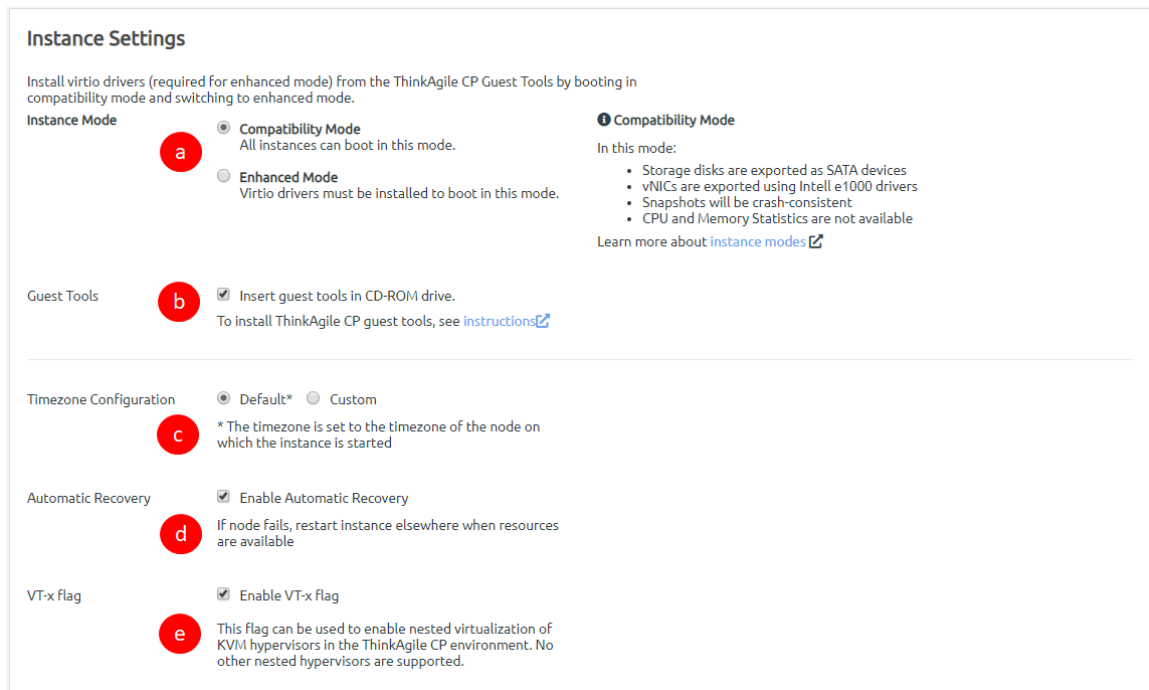 Instance Settings
Install virtio drivers (required for enhanced mode) from the ThinkAgile CP Guest Tools by booting in
compatibility mode and switching to enhanced mode.
Instance Mode
a
Compatibility Mode
All instances can boot in this mode.
Enhanced Mode
Virtio drivers must be installed to boot in this mode.
Compatibility Mode
In this mode:
• Storage disks are exported as SATA devices
• vNICs are exported using Intell e1000 drivers
• Snapshots will be crash-consistent
• CPU and Memory Statistics are not available
Learn more about instance modes
Guest Tools
b
Insert guest tools in CD-ROM drive.
To install ThinkAgile CP guest tools, see instructions
Timezone Configuration
c
Default* Custom
* The timezone is set to the timezone of the node on
which the instance is started
Automatic Recovery
d
Enable Automatic Recovery
If node fails, restart instance elsewhere when resources
are available
VT-x flag
e
Enable VT-x flag
This flag can be used to enable nested virtualization of
KVM hypervisors in the ThinkAgile CP environment. No
other nested hypervisors are supported.